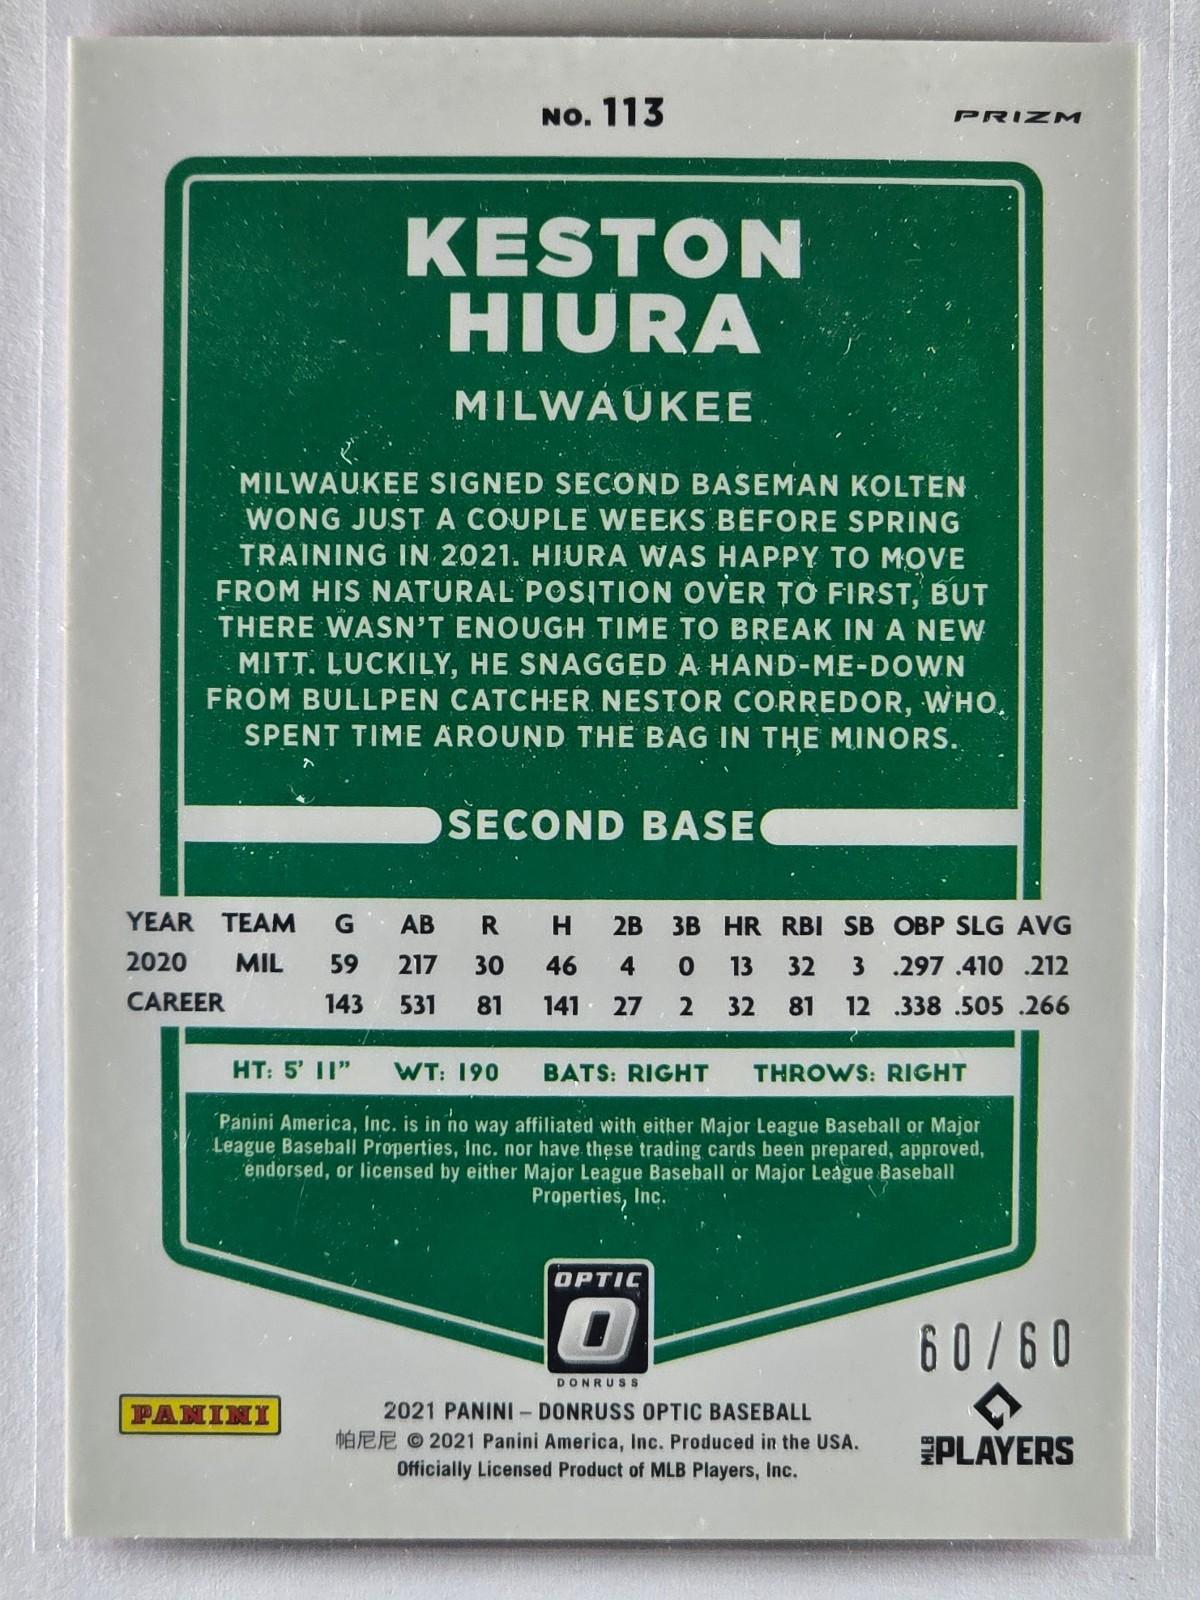 NO. 113
PRIZM
KESTON
HIURA
MILWAUKEE
MILWAUKEE SIGNED SECOND BASEMAN KOLTEN
WONG JUST A COUPLE WEEKS BEFORE SPRING
TRAINING IN 2021. HIURA WAS HAPPY TO MOVE
FROM HIS NATURAL POSITION OVER TO FIRST, BUT
THERE WASN'T ENOUGH TIME TO BREAK IN A NEW
MITT. LUCKILY, HE SNAGGED A HAND-ME-DOWN
FROM BULLPEN CATCHER NESTOR CORREDOR, WHO
SPENT TIME AROUND THE BAG IN THE MINORS.
SECOND BASE
YEAR TEAM G AB R H 2B 3B HR RBI SB OBP SLG AVG
2020 MIL 59 217 30 46 4 0 13 32 3 .297 .410 .212
CAREER 143 531 81 141 27 2 32 81 12 .338 .505 .266
HT: 5' 11" WT: 190 BATS: RIGHT THROWS: RIGHT
Panini America, Inc. is in no way affiliated with either Major League Baseball or Major
League Baseball Properties, Inc. nor have these trading cards been prepared, approved,
endorsed, or licensed by either Major League Baseball or Major League Baseball
Properties, Inc.
OPTIC
O
DONRUSS
60/60
PANINI
2021 PANINI – DONRUSS OPTIC BASEBALL
帕尼尼 © 2021 Panini America, Inc. Produced in the USA.
Officially Licensed Product of MLB Players, Inc.
MLB PLAYERS